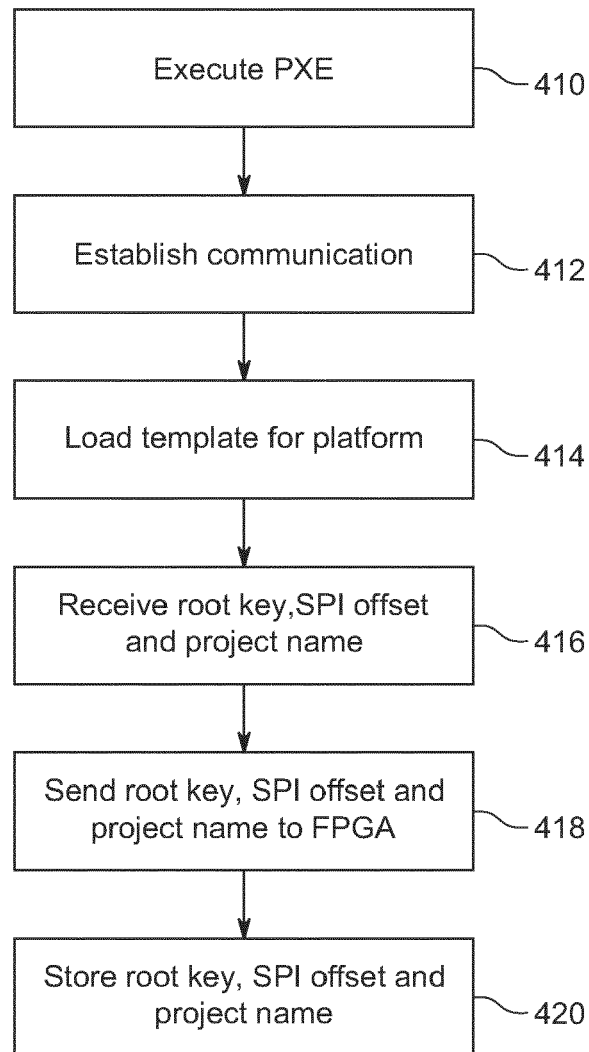 Execute PXE
410
Establish communication
412
Load template for platform
414
Receive root key,SPI offset
and project name
416
Send root key, SPI offset and
project name to FPGA
418
Store root key, SPI offset and
project name
420